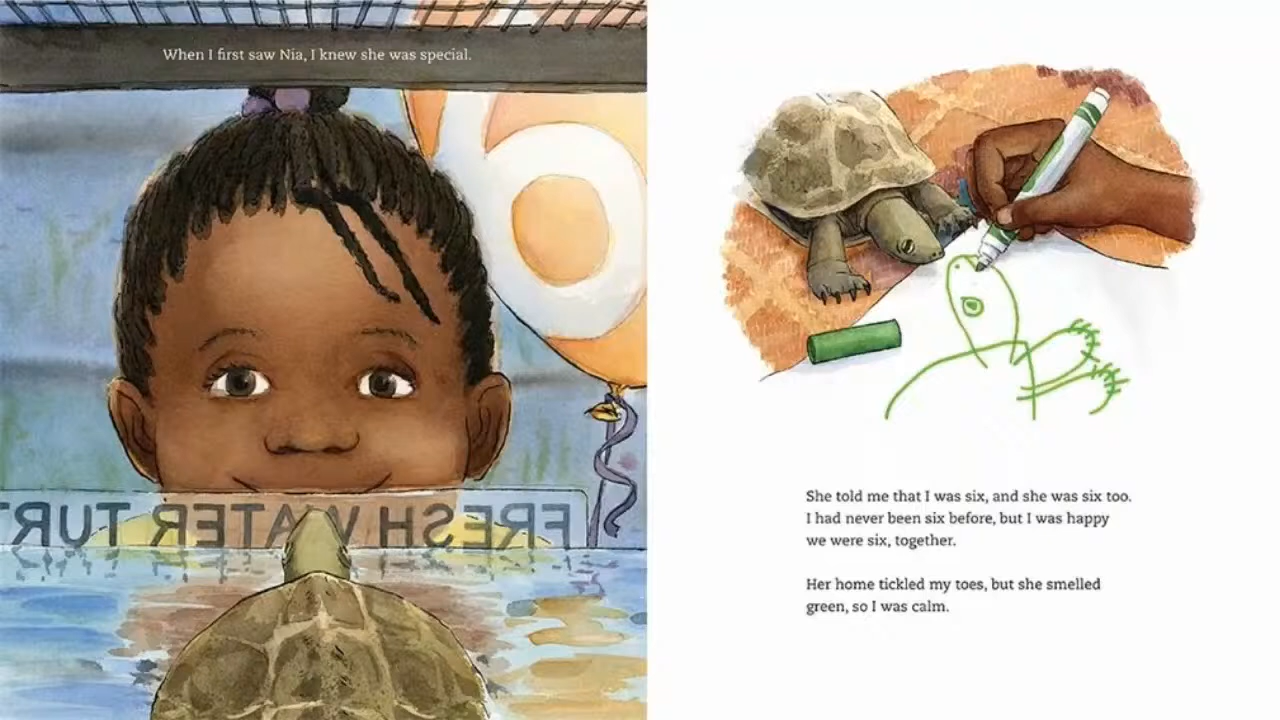 When I first saw Nia, I knew she was special.
6
FRESH WATER TURT
She told me that I was six, and she was six too.
I had never been six before, but I was happy
we were six, together.
Her home tickled my toes, but she smelled
green, so I was calm.